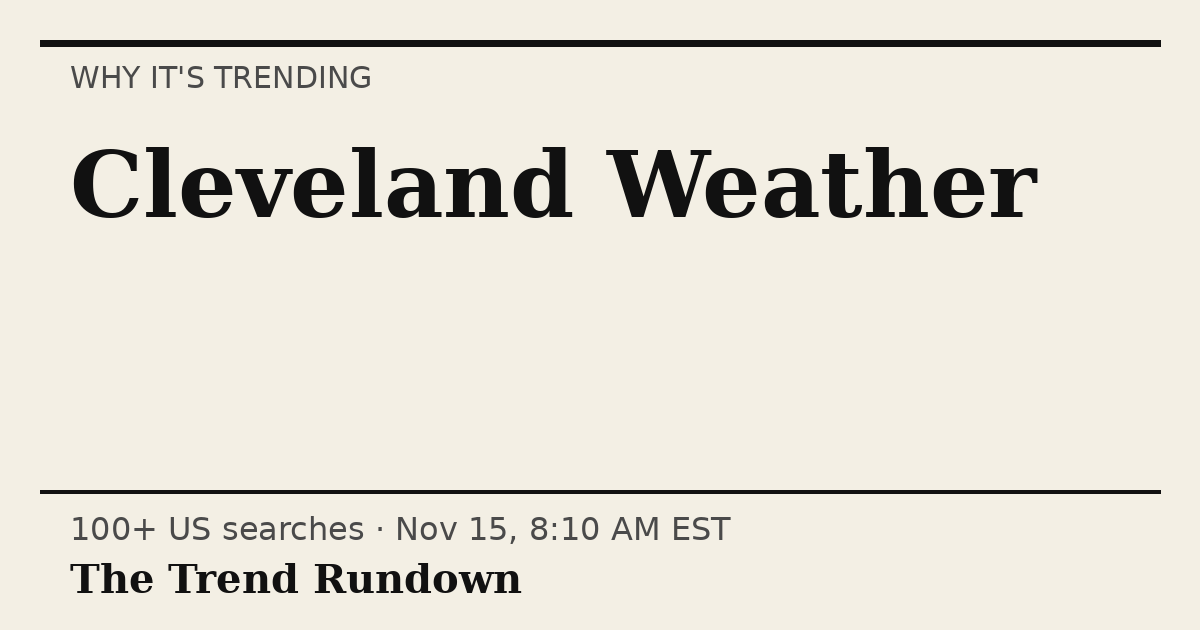 WHY IT'S TRENDING
Cleveland Weather
100+ US searches · Nov 15, 8:10 AM EST
The Trend Rundown